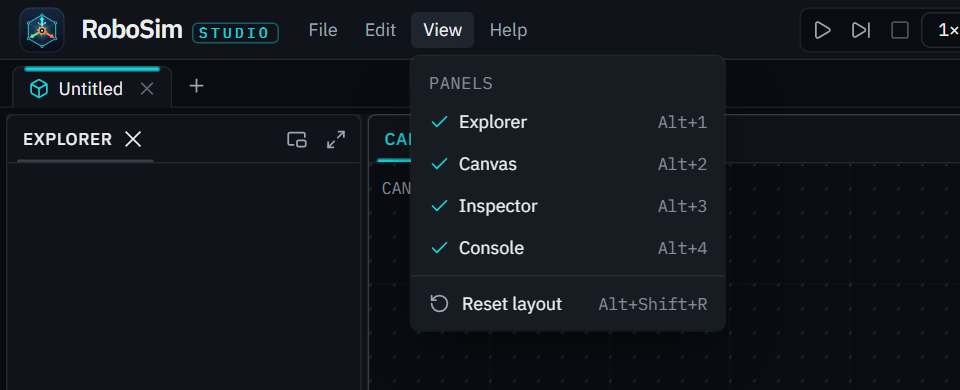 RoboSim STUDIO File Edit View Help 1×
Untitled
EXPLORER
PANELS
Explorer Alt+1
Canvas Alt+2
Inspector Alt+3
Console Alt+4
Reset layout Alt+Shift+R